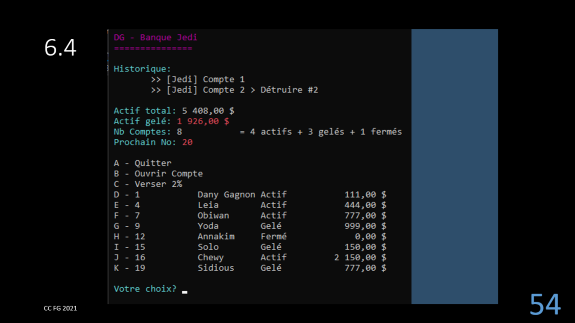 6.4
DG - Banque Jedi
===============
Historique:
>> [Jedi] Compte 1
>> [Jedi] Compte 2 > Détruire #2
Actif total: 5 408,00 $
Actif gelé: 1 926,00 $
Nb Comptes: 8 = 4 actifs + 3 gelés + 1 fermés
Prochain No: 20
A - Quitter
B - Ouvrir Compte
C - Verser 2%
D - 1 Dany Gagnon Actif 111,00 $
E - 4 Leia Actif 444,00 $
F - 7 Obiwan Actif 777,00 $
G - 9 Yoda Gelé 999,00 $
H - 12 Annakim Fermé 0,00 $
I - 15 Solo Gelé 150,00 $
J - 16 Chewy Actif 2 150,00 $
K - 19 Sidious Gelé 777,00 $
Votre choix? _
CC FG 2021
54